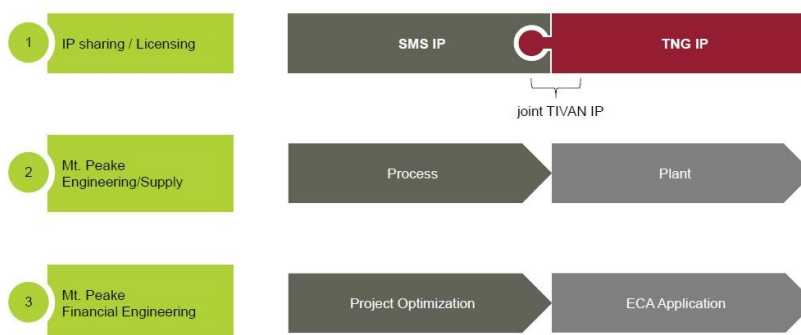 1
IP sharing / Licensing
SMS IP
TNG IP
joint TIVAN IP
2
Mt. Peake
Engineering/Supply
Process
Plant
3
Mt. Peake
Financial Engineering
Project Optimization
ECA Application